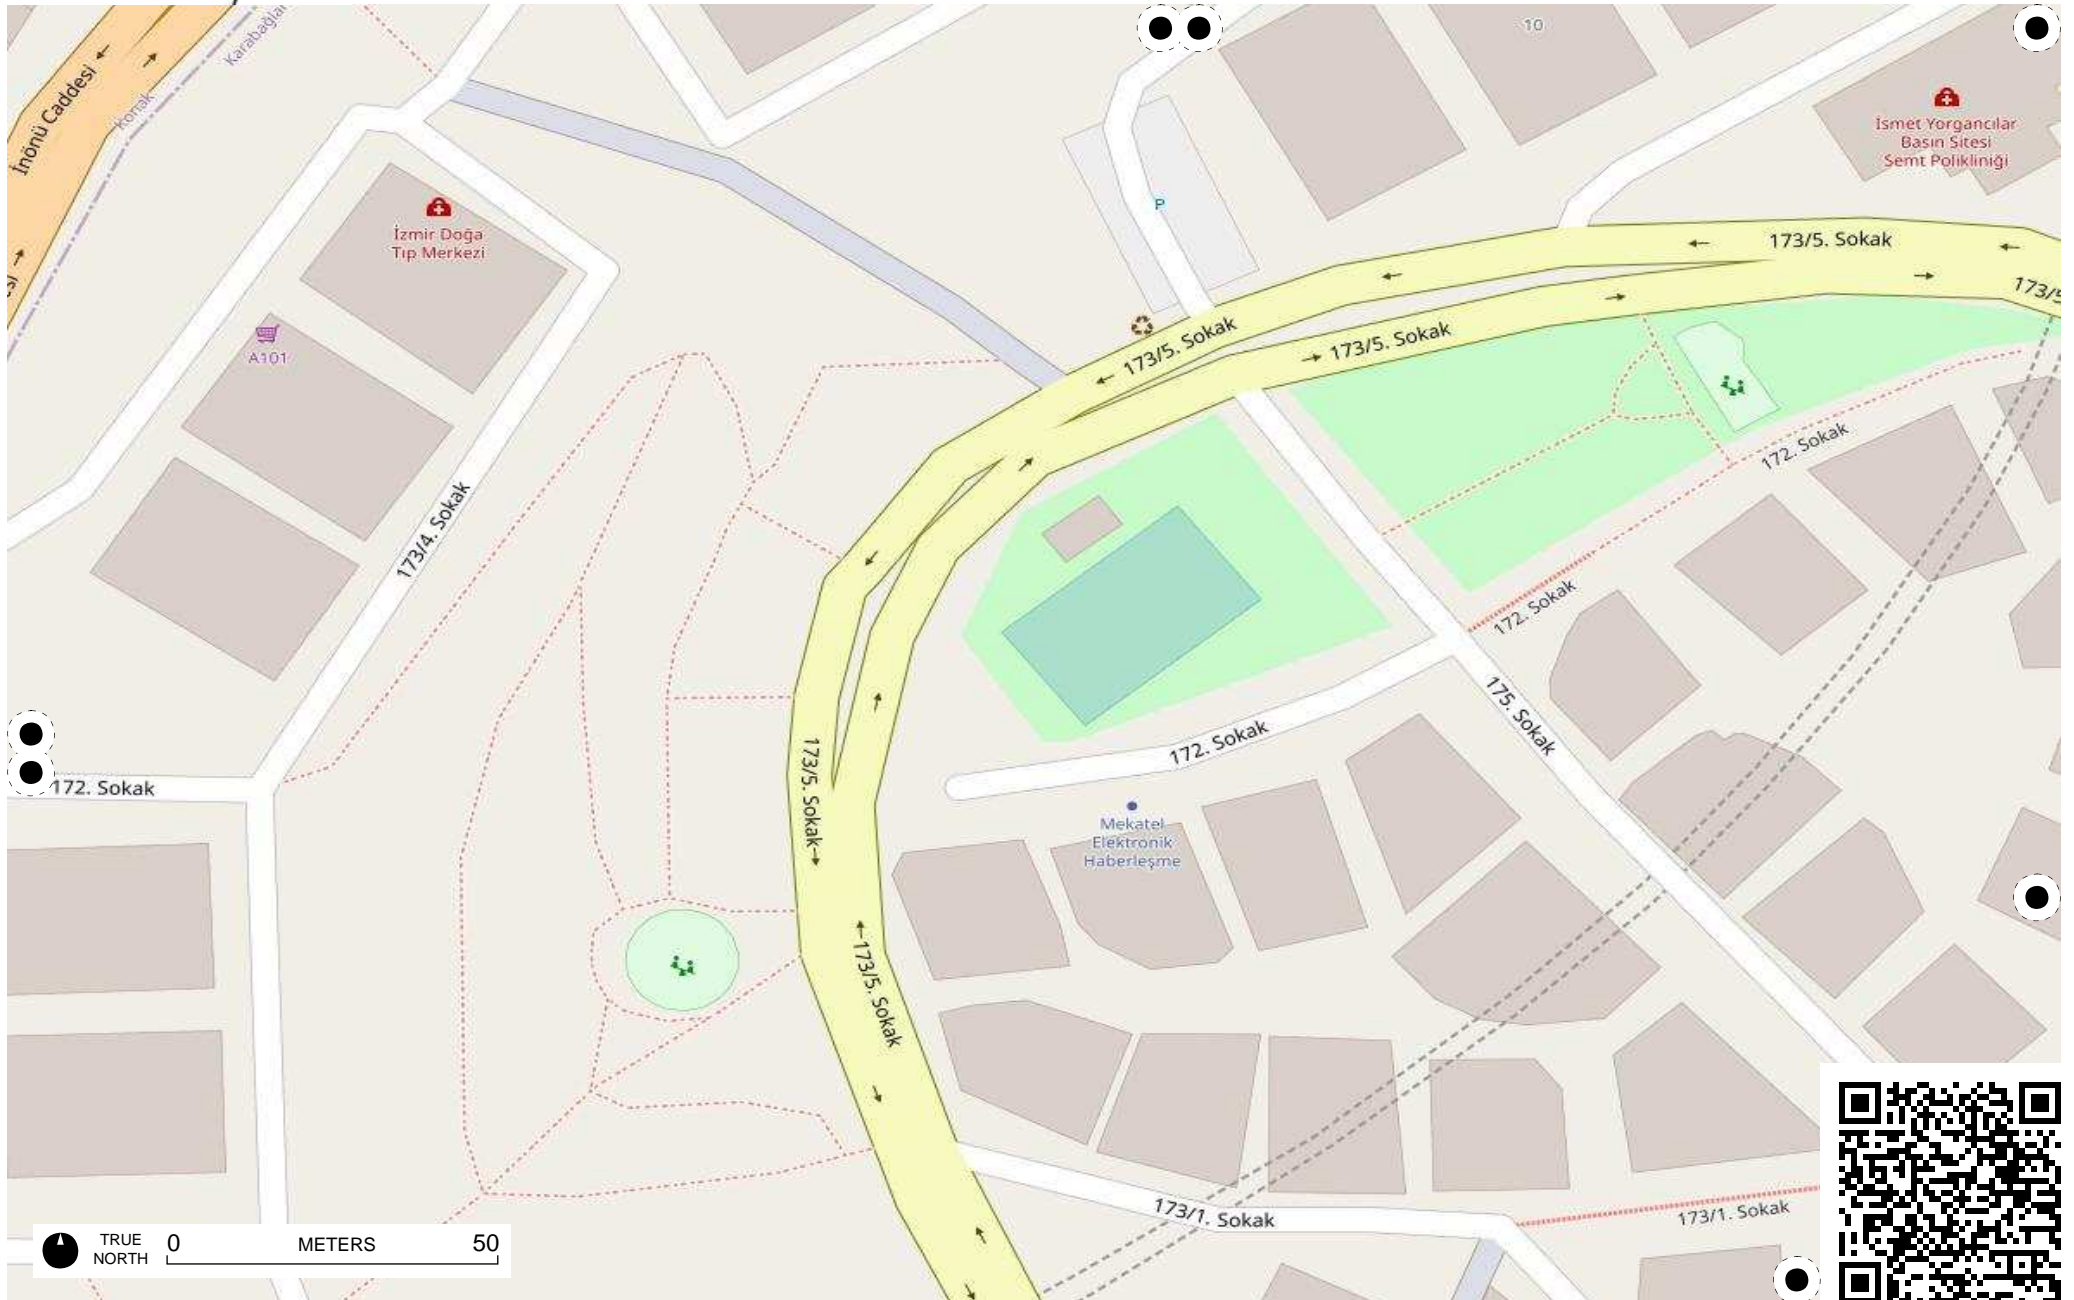 İnönü Caddesi
Karabağlar
Konak
10
İsmet Yorgancılar
Basın Sitesi
Semt Polikliniği
İzmir Doğa
Tıp Merkezi
P
173/5. Sokak
A101
173/5. Sokak
173/5. Sokak
172. Sokak
173/4. Sokak
172. Sokak
175. Sokak
172. Sokak
172. Sokak
173/5. Sokak
Mekatel
Elektronik
Haberleşme
173/5. Sokak
173/1. Sokak
173/1. Sokak
TRUE
NORTH
0 METERS 50